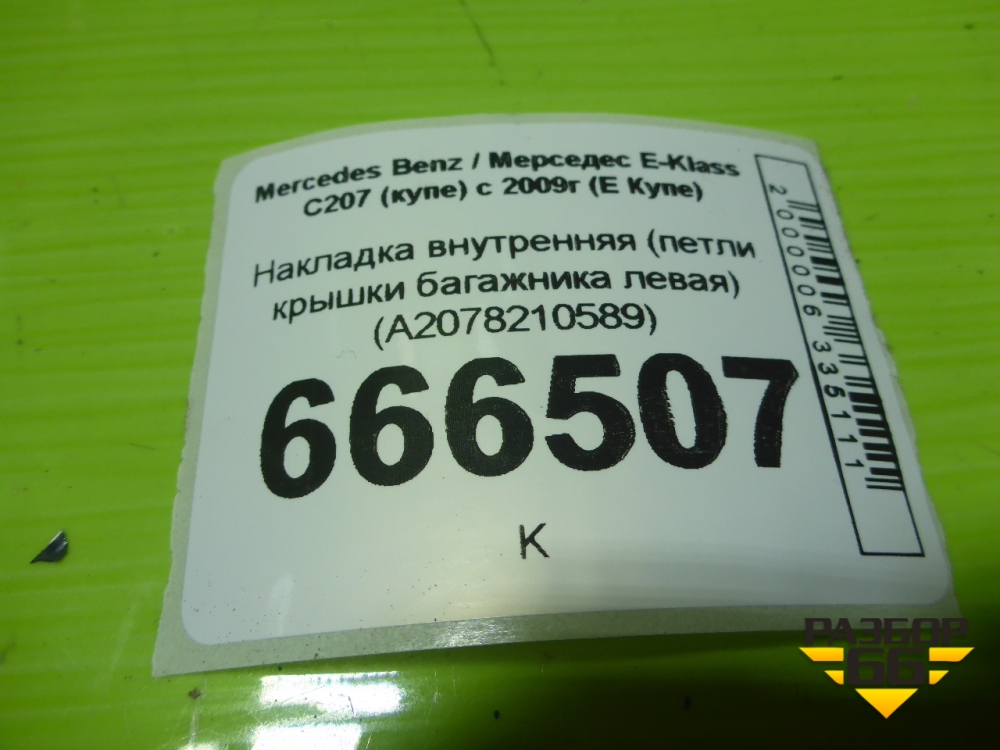 Mercedes Benz / Мерседес E-Klass
C207 (купе) с 2009г (Е Купе)
Накладка внутренняя (петли
крышки багажника левая)
(A2078210589)
666507
К
2000006335111
РАЗБОР
66